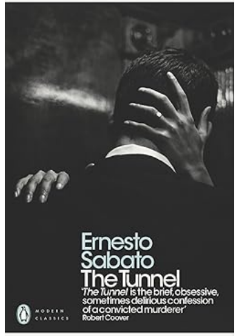 Ernesto
Sabato
The Tunnel
'The Tunnel is the brief, obsessive,
sometimes delirious confession
of a convicted murderer'
Robert Coover
MODERN
CLASSICS